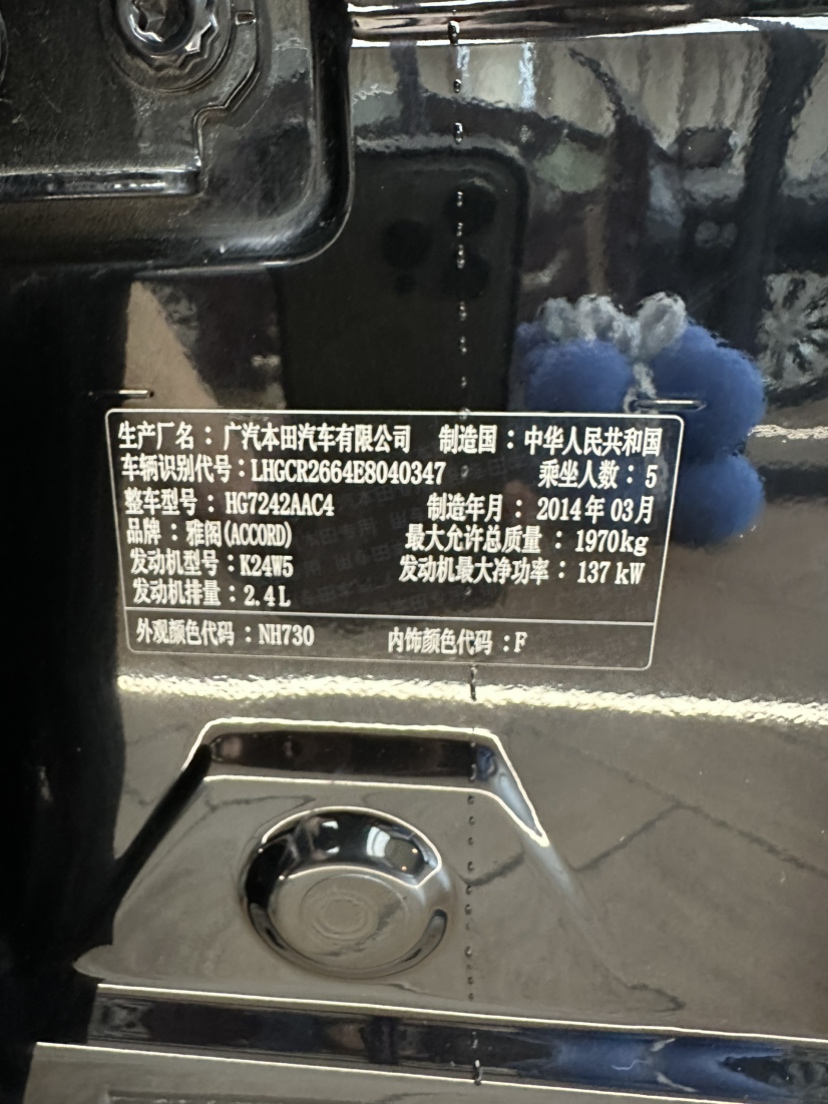 生产厂名：广汽本田汽车有限公司 制造国：中华人民共和国
车辆识别代号：LHGCR2664E8040347 乘坐人数：5
整车型号：HG7242AAC4 制造年月：2014年03月
品牌：雅阁(ACCORD) 最大允许总质量：1970kg
发动机型号：K24W5 发动机最大净功率：137kW
发动机排量：2.4L
外观颜色代码：NH730 内饰颜色代码：F